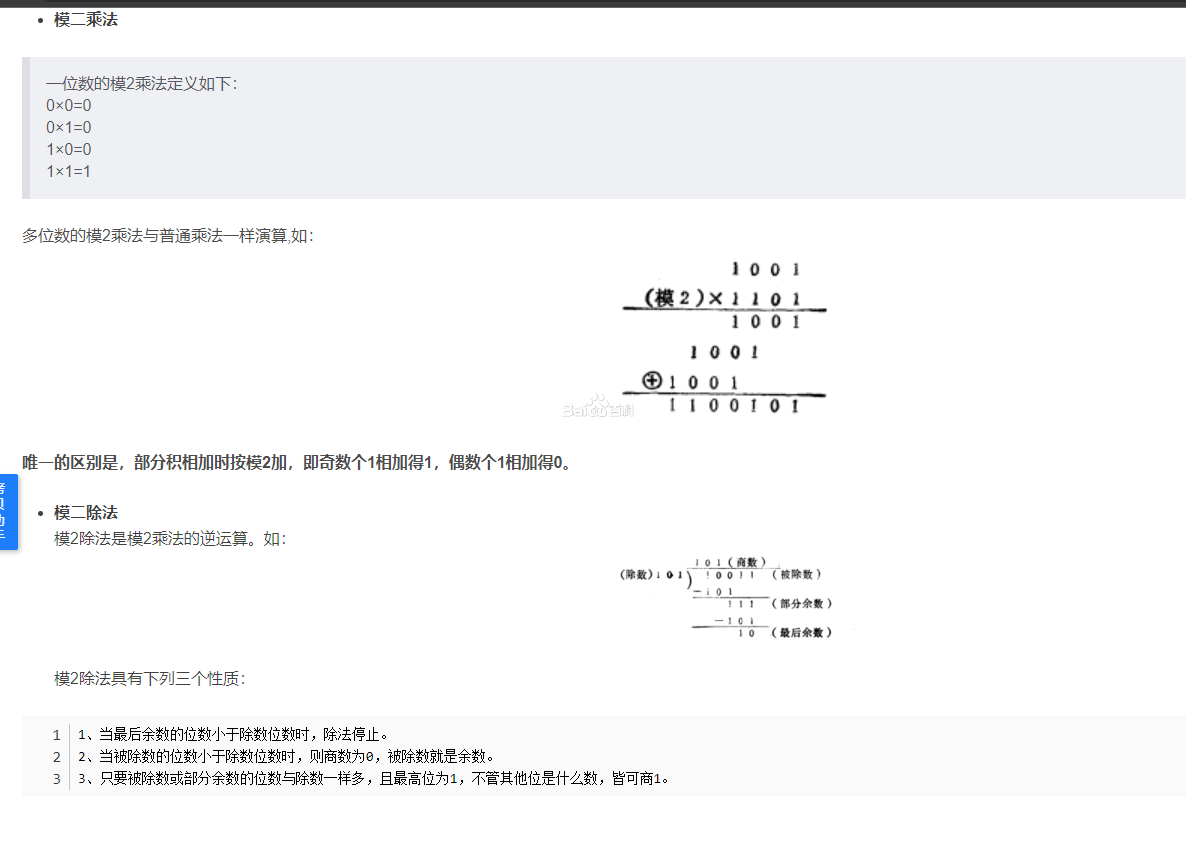 模二乘法
一位数的模2乘法定义如下：
0×0=0
0×1=0
1×0=0
1×1=1
多位数的模2乘法与普通乘法一样演算,如：
1 0 0 1
(模 2 )× 1 1 0 1
1 0 0 1
1 0 0 1
⊕ 1 0 0 1
1 1 0 0 1 0 1
Bai 百科
唯一的区别是，部分积相加时按模2加，即奇数个1相加得1，偶数个1相加得0。
模二除法
模2除法是模2乘法的逆运算。如：
1 0 1 (商数)
(除数) 1 0 1 ) 1 0 0 1 1 (被除数)
－1 0 1
1 1 1 (部分余数)
－1 0 1
1 0 (最后余数)
模2除法具有下列三个性质：
1 1、当最后余数的位数小于除数位数时，除法停止。
2 2、当被除数的位数小于除数位数时，则商数为0，被除数就是余数。
3 3、只要被除数或部分余数的位数与除数一样多，且最高位为1，不管其他位是什么数，皆可商1。